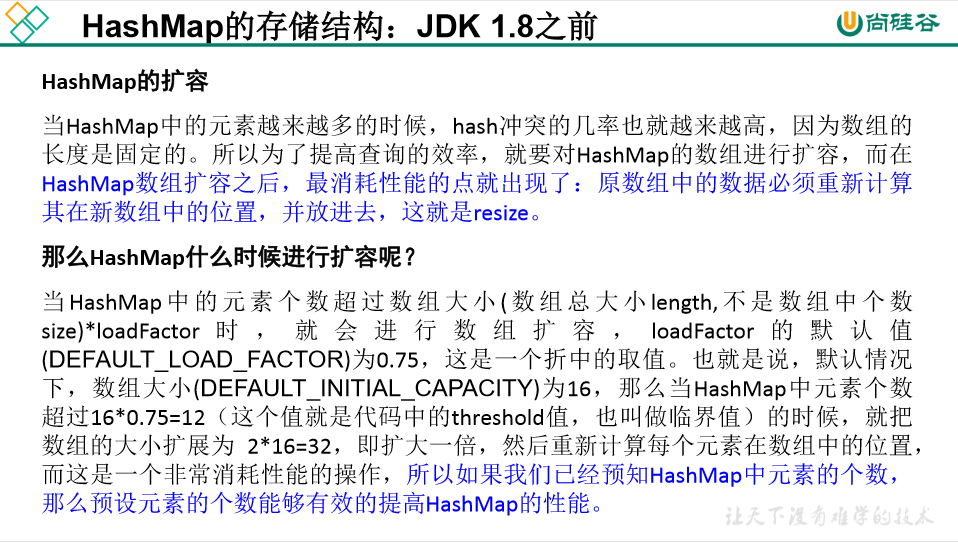 HashMap的存储结构：JDK 1.8之前
尚硅谷
HashMap的扩容
当HashMap中的元素越来越多的时候，hash冲突的几率也就越来越高，因为数组的
长度是固定的。所以为了提高查询的效率，就要对HashMap的数组进行扩容，而在
HashMap数组扩容之后，最消耗性能的点就出现了：原数组中的数据必须重新计算
其在新数组中的位置，并放进去，这就是resize。
那么HashMap什么时候进行扩容呢？
当HashMap中的元素个数超过数组大小(数组总大小length,不是数组中个数
size)*loadFactor时，就会进行数组扩容，loadFactor的默认值
(DEFAULT_LOAD_FACTOR)为0.75，这是一个折中的取值。也就是说，默认情况
下，数组大小(DEFAULT_INITIAL_CAPACITY)为16，那么当HashMap中元素个数
超过16*0.75=12（这个值就是代码中的threshold值，也叫做临界值）的时候，就把
数组的大小扩展为 2*16=32，即扩大一倍，然后重新计算每个元素在数组中的位置，
而这是一个非常消耗性能的操作，所以如果我们已经预知HashMap中元素的个数，
那么预设元素的个数能够有效的提高HashMap的性能。
让天下没有难学的技术